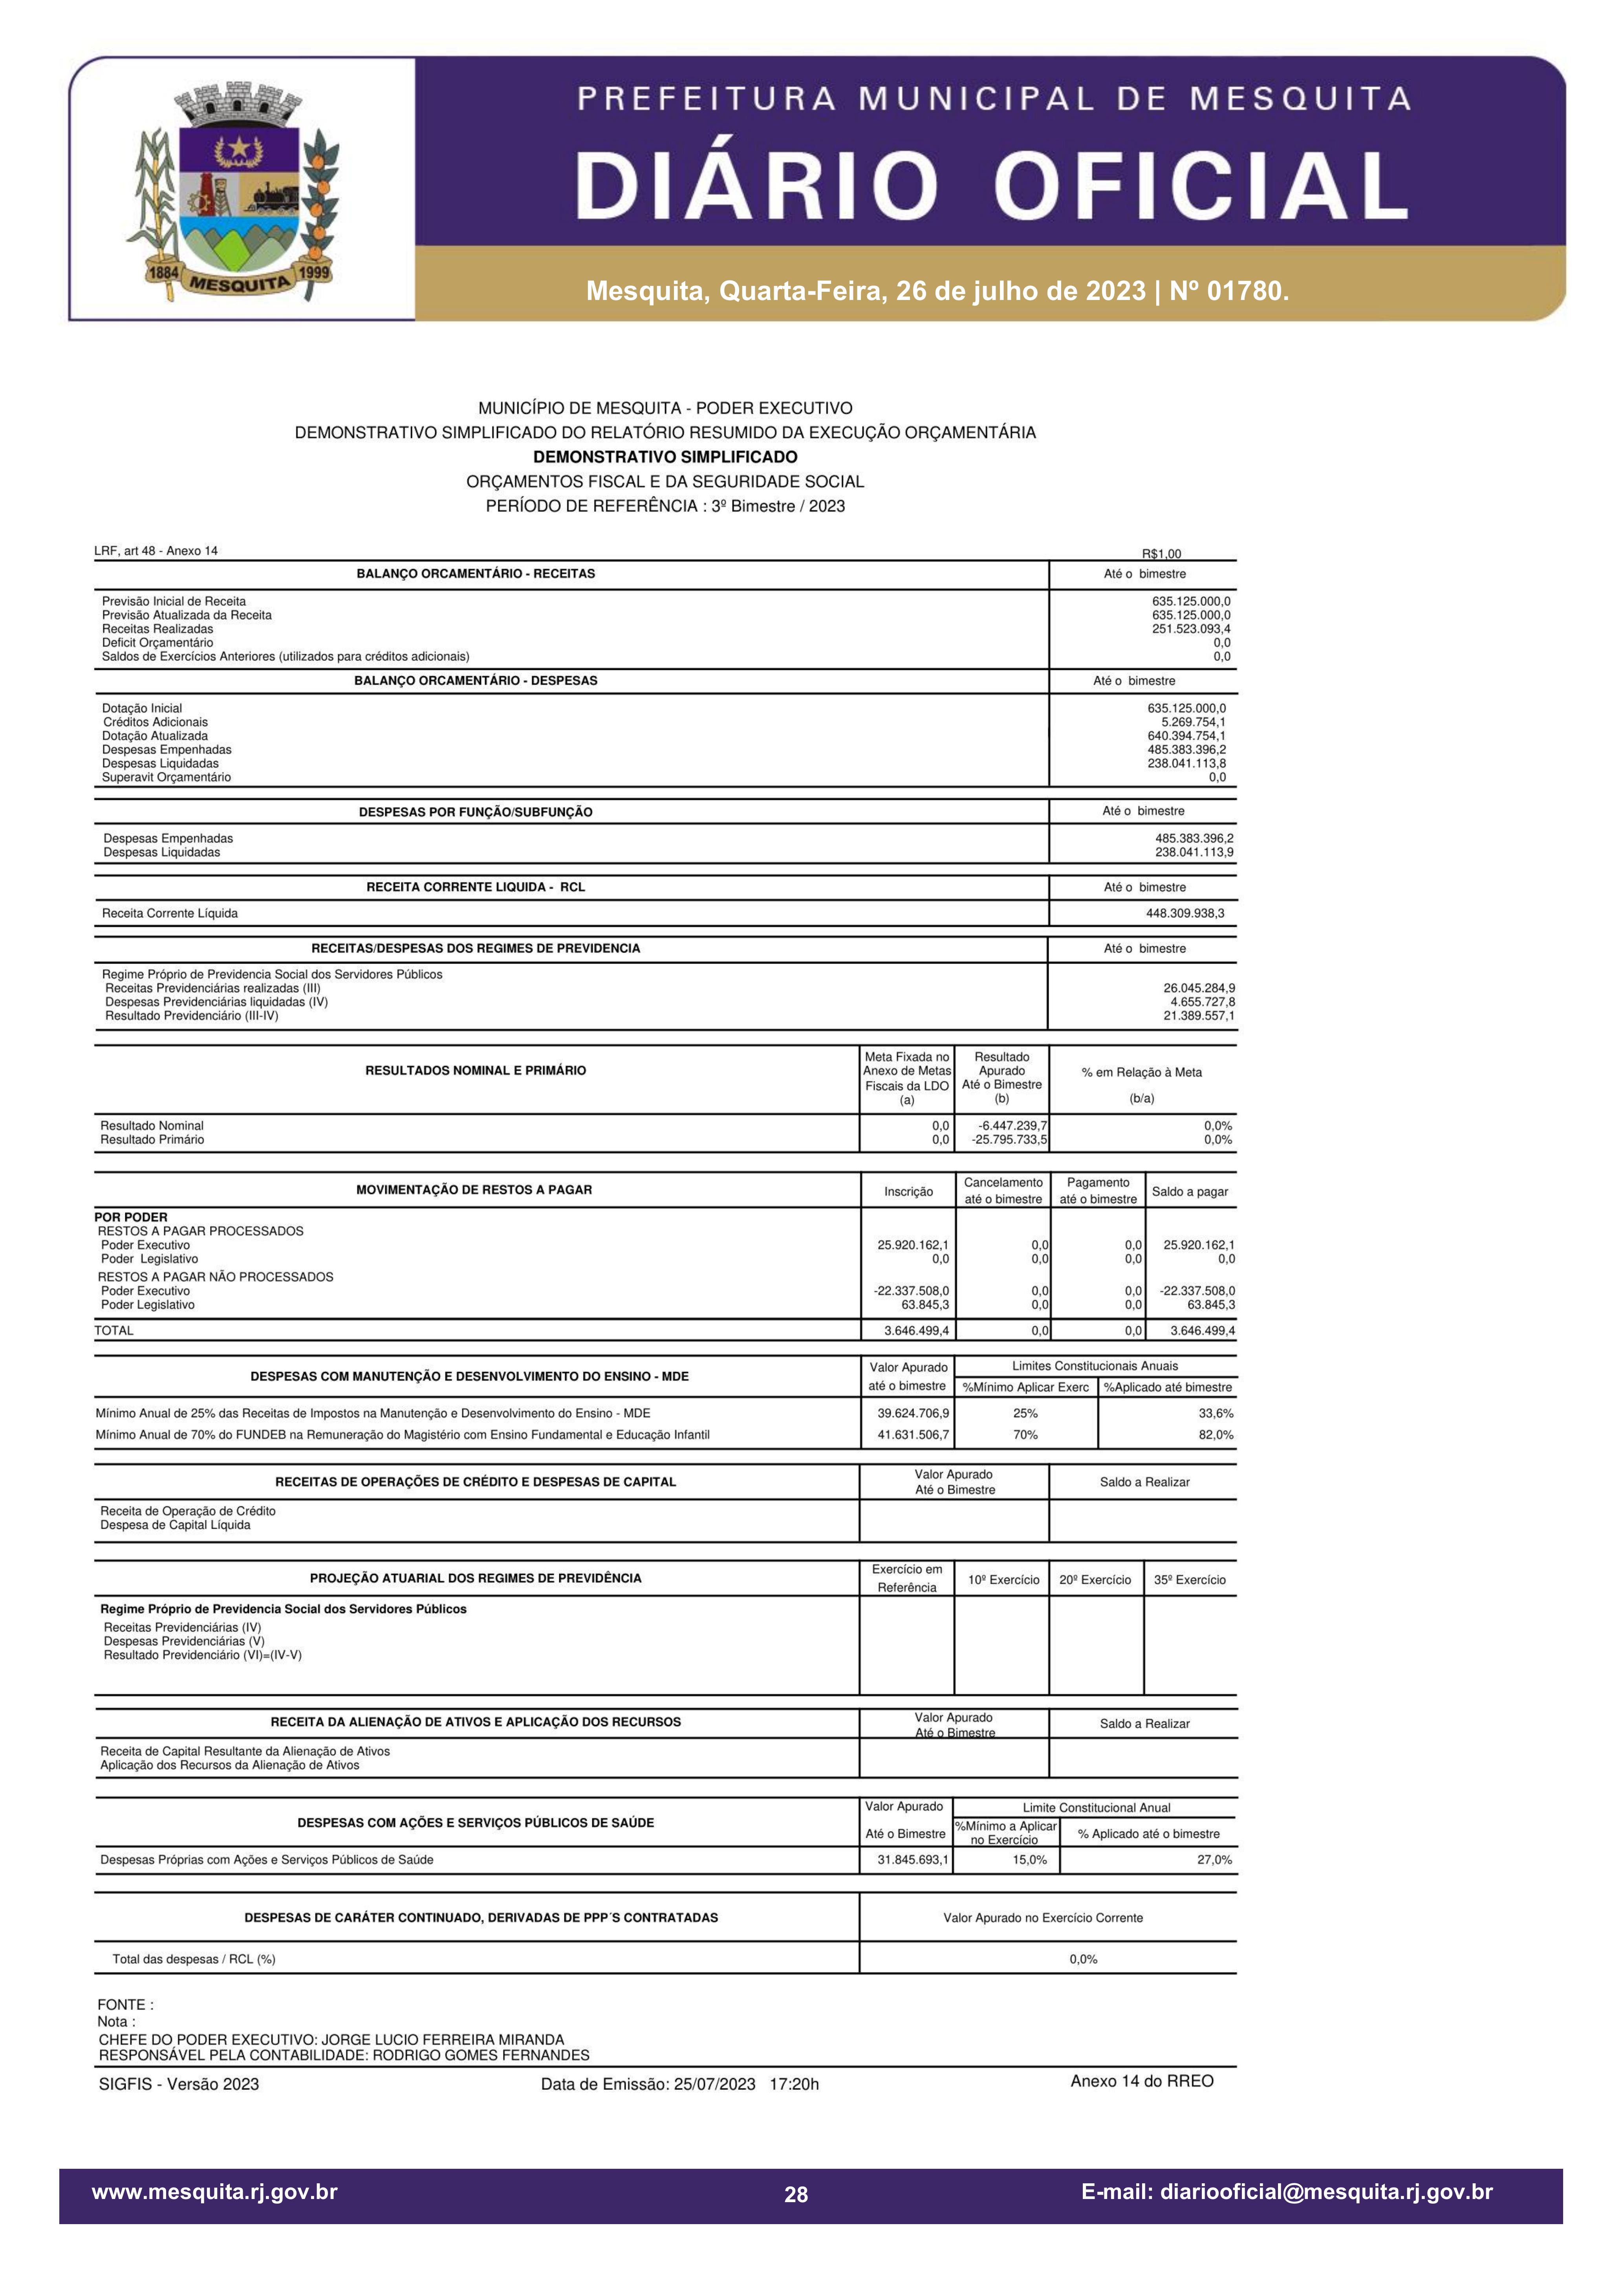 PREFEITURA MUNICIPAL DE MESQUITA
DIÁRIO OFICIAL
1884 MESQUITA 1999
Mesquita, Quarta-Feira, 26 de julho de 2023 | Nº 01780.
MUNICÍPIO DE MESQUITA - PODER EXECUTIVO
DEMONSTRATIVO SIMPLIFICADO DO RELATÓRIO RESUMIDO DA EXECUÇÃO ORÇAMENTÁRIA
DEMONSTRATIVO SIMPLIFICADO
ORÇAMENTOS FISCAL E DA SEGURIDADE SOCIAL
PERÍODO DE REFERÊNCIA : 3º Bimestre / 2023
LRF, art 48 - Anexo 14 R$1,00
BALANÇO ORCAMENTÁRIO - RECEITAS Até o bimestre
Previsão Inicial de Receita 635.125.000,0
Previsão Atualizada da Receita 635.125.000,0
Receitas Realizadas 251.523.093,4
Deficit Orçamentário 0,0
Saldos de Exercícios Anteriores (utilizados para créditos adicionais) 0,0
BALANÇO ORCAMENTÁRIO - DESPESAS Até o bimestre
Dotação Inicial 635.125.000,0
Créditos Adicionais 5.269.754,1
Dotação Atualizada 640.394.754,1
Despesas Empenhadas 485.383.396,2
Despesas Liquidadas 238.041.113,8
Superavit Orçamentário 0,0
DESPESAS POR FUNÇÃO/SUBFUNÇÃO Até o bimestre
Despesas Empenhadas 485.383.396,2
Despesas Liquidadas 238.041.113,9
RECEITA CORRENTE LIQUIDA - RCL Até o bimestre
Receita Corrente Líquida 448.309.938,3
RECEITAS/DESPESAS DOS REGIMES DE PREVIDENCIA Até o bimestre
Regime Próprio de Previdencia Social dos Servidores Públicos
Receitas Previdenciárias realizadas (III) 26.045.284,9
Despesas Previdenciárias liquidadas (IV) 4.655.727,8
Resultado Previdenciário (III-IV) 21.389.557,1
RESULTADOS NOMINAL E PRIMÁRIO
Meta Fixada no Anexo de Metas Fiscais da LDO (a)
Resultado Apurado Até o Bimestre (b)
% em Relação à Meta (b/a)
Resultado Nominal 0,0 -6.447.239,7 0,0%
Resultado Primário 0,0 -25.795.733,5 0,0%
MOVIMENTAÇÃO DE RESTOS A PAGAR
Inscrição
Cancelamento até o bimestre
Pagamento até o bimestre
Saldo a pagar
POR PODER
RESTOS A PAGAR PROCESSADOS
Poder Executivo 25.920.162,1 0,0 0,0 25.920.162,1
Poder Legislativo 0,0 0,0 0,0 0,0
RESTOS A PAGAR NÃO PROCESSADOS
Poder Executivo -22.337.508,0 0,0 0,0 -22.337.508,0
Poder Legislativo 63.845,3 0,0 0,0 63.845,3
TOTAL 3.646.499,4 0,0 0,0 3.646.499,4
DESPESAS COM MANUTENÇÃO E DESENVOLVIMENTO DO ENSINO - MDE
Valor Apurado até o bimestre
Limites Constitucionais Anuais
%Mínimo Aplicar Exerc %Aplicado até bimestre
Mínimo Anual de 25% das Receitas de Impostos na Manutenção e Desenvolvimento do Ensino - MDE 39.624.706,9 25% 33,6%
Mínimo Anual de 70% do FUNDEB na Remuneração do Magistério com Ensino Fundamental e Educação Infantil 41.631.506,7 70% 82,0%
RECEITAS DE OPERAÇÕES DE CRÉDITO E DESPESAS DE CAPITAL
Valor Apurado Até o Bimestre
Saldo a Realizar
Receita de Operação de Crédito
Despesa de Capital Líquida
PROJEÇÃO ATUARIAL DOS REGIMES DE PREVIDÊNCIA
Exercício em Referência
10º Exercício 20º Exercício 35º Exercício
Regime Próprio de Previdencia Social dos Servidores Públicos
Receitas Previdenciárias (IV)
Despesas Previdenciárias (V)
Resultado Previdenciário (VI)=(IV-V)
RECEITA DA ALIENAÇÃO DE ATIVOS E APLICAÇÃO DOS RECURSOS
Valor Apurado Até o Bimestre
Saldo a Realizar
Receita de Capital Resultante da Alienação de Ativos
Aplicação dos Recursos da Alienação de Ativos
DESPESAS COM AÇÕES E SERVIÇOS PÚBLICOS DE SAÚDE
Valor Apurado Até o Bimestre
Limite Constitucional Anual
%Mínimo a Aplicar no Exercício
% Aplicado até o bimestre
Despesas Próprias com Ações e Serviços Públicos de Saúde 31.845.693,1 15,0% 27,0%
DESPESAS DE CARÁTER CONTINUADO, DERIVADAS DE PPP´S CONTRATADAS Valor Apurado no Exercício Corrente
Total das despesas / RCL (%) 0,0%
FONTE :
Nota :
CHEFE DO PODER EXECUTIVO: JORGE LUCIO FERREIRA MIRANDA
RESPONSÁVEL PELA CONTABILIDADE: RODRIGO GOMES FERNANDES
SIGFIS - Versão 2023 Data de Emissão: 25/07/2023 17:20h Anexo 14 do RREO
www.mesquita.rj.gov.br 28 E-mail: diariooficial@mesquita.rj.gov.br